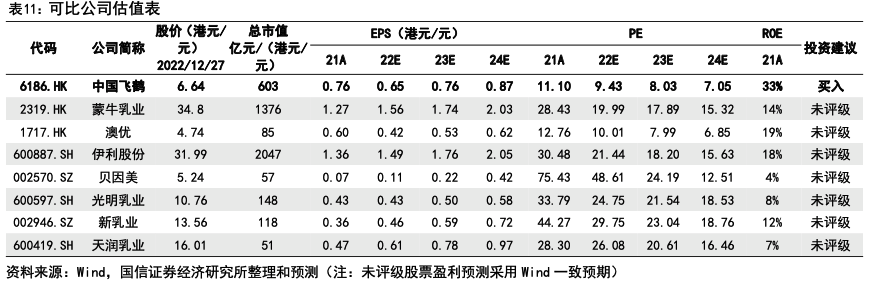 表11：可比公司估值表
代码 公司简称 股价（港元/元）2022/12/27 总市值亿元/（港元/元） EPS（港元/元） PE ROE 投资建议
21A 22E 23E 24E 21A 22E 23E 24E 21A
6186.HK 中国飞鹤 6.64 603 0.76 0.65 0.76 0.87 11.10 9.43 8.03 7.05 33% 买入
2319.HK 蒙牛乳业 34.8 1376 1.27 1.56 1.74 2.03 28.43 19.99 17.89 15.32 14% 未评级
1717.HK 澳优 4.74 85 0.60 0.42 0.53 0.62 12.76 10.01 7.99 6.85 19% 未评级
600887.SH 伊利股份 31.99 2047 1.36 1.49 1.76 2.05 30.48 21.44 18.20 15.63 18% 未评级
002570.SZ 贝因美 5.24 57 0.07 0.11 0.22 0.42 75.43 48.61 24.19 12.51 4% 未评级
600597.SH 光明乳业 10.76 148 0.43 0.43 0.50 0.58 33.79 24.75 21.54 18.53 8% 未评级
002946.SZ 新乳业 13.56 118 0.36 0.46 0.59 0.72 44.27 29.75 23.04 18.76 12% 未评级
600419.SH 天润乳业 16.01 51 0.47 0.61 0.78 0.97 28.30 26.08 20.61 16.46 7% 未评级
资料来源：Wind，国信证券经济研究所整理和预测（注：未评级股票盈利预测采用 Wind 一致预期）